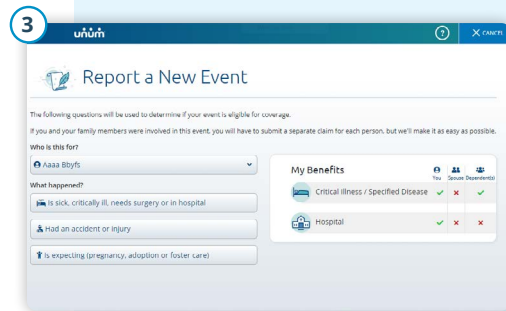 3
unum
?
X CANCEL
Report a New Event
The following questions will be used to determine if your event is eligible for coverage.
If you and your family members were involved in this event, you will have to submit a separate claim for each person, but we'll make it as easy as possible.
Who is this for?
Aaaa Bbyfs
What happened?
Is sick, critically ill, needs surgery or in hospital
Had an accident or injury
Is expecting (pregnancy, adoption or foster care)
My Benefits
You Spouse Dependent(s)
Critical Illness / Specified Disease
Hospital